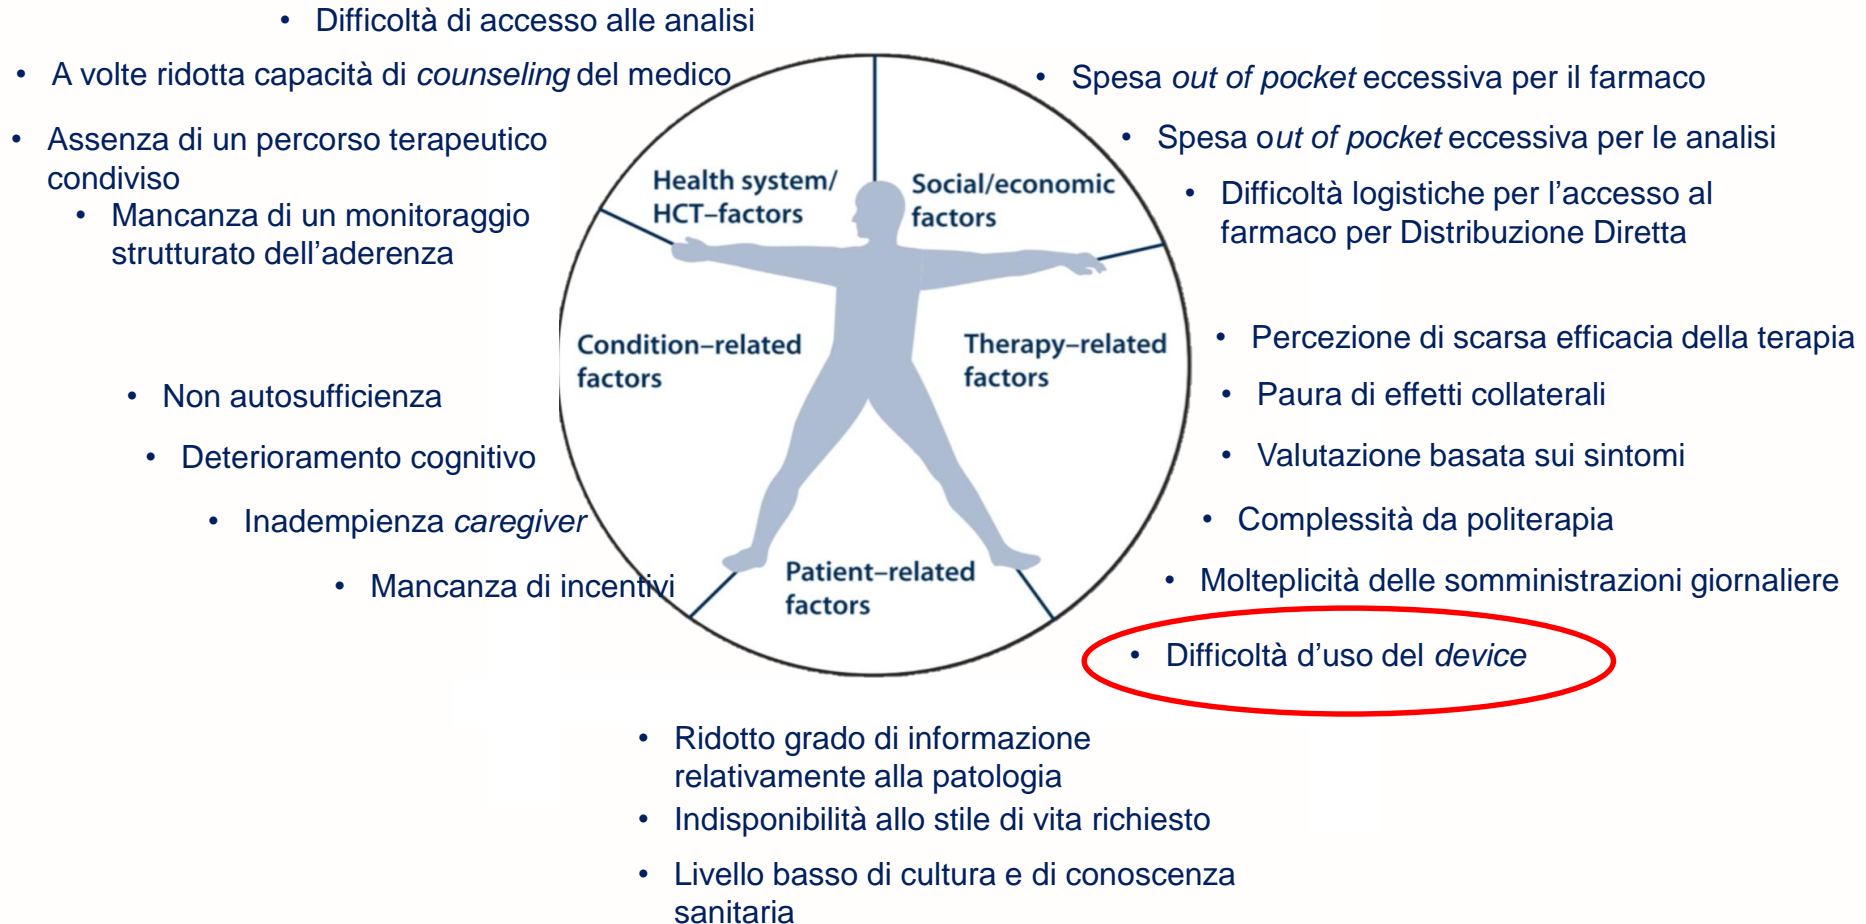 • Difficoltà di accesso alle analisi
• A volte ridotta capacità di counseling del medico
• Assenza di un percorso terapeutico
condiviso
• Mancanza di un monitoraggio
strutturato dell’aderenza
• Spesa out of pocket eccessiva per il farmaco
• Spesa out of pocket eccessiva per le analisi
• Difficoltà logistiche per l’accesso al
farmaco per Distribuzione Diretta
Health system/
HCT–factors
Social/economic
factors
Condition–related
factors
Therapy–related
factors
Patient–related
factors
• Non autosufficienza
• Deterioramento cognitivo
• Inadempienza caregiver
• Mancanza di incentivi
• Percezione di scarsa efficacia della terapia
• Paura di effetti collaterali
• Valutazione basata sui sintomi
• Complessità da politerapia
• Molteplicità delle somministrazioni giornaliere
• Difficoltà d’uso del device
• Ridotto grado di informazione
relativamente alla patologia
• Indisponibilità allo stile di vita richiesto
• Livello basso di cultura e di conoscenza
sanitaria